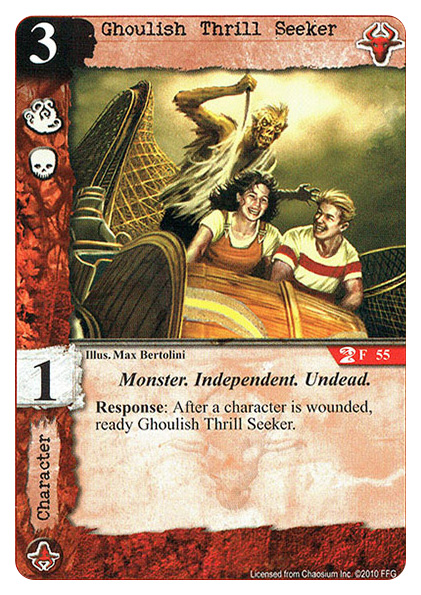 3
Ghoulish Thrill Seeker
Illus. Max Bertolini
F 55
1
Monster. Independent. Undead.
Response: After a character is wounded,
ready Ghoulish Thrill Seeker.
Character
Licensed from Chaosium Inc. ©2010 FFG